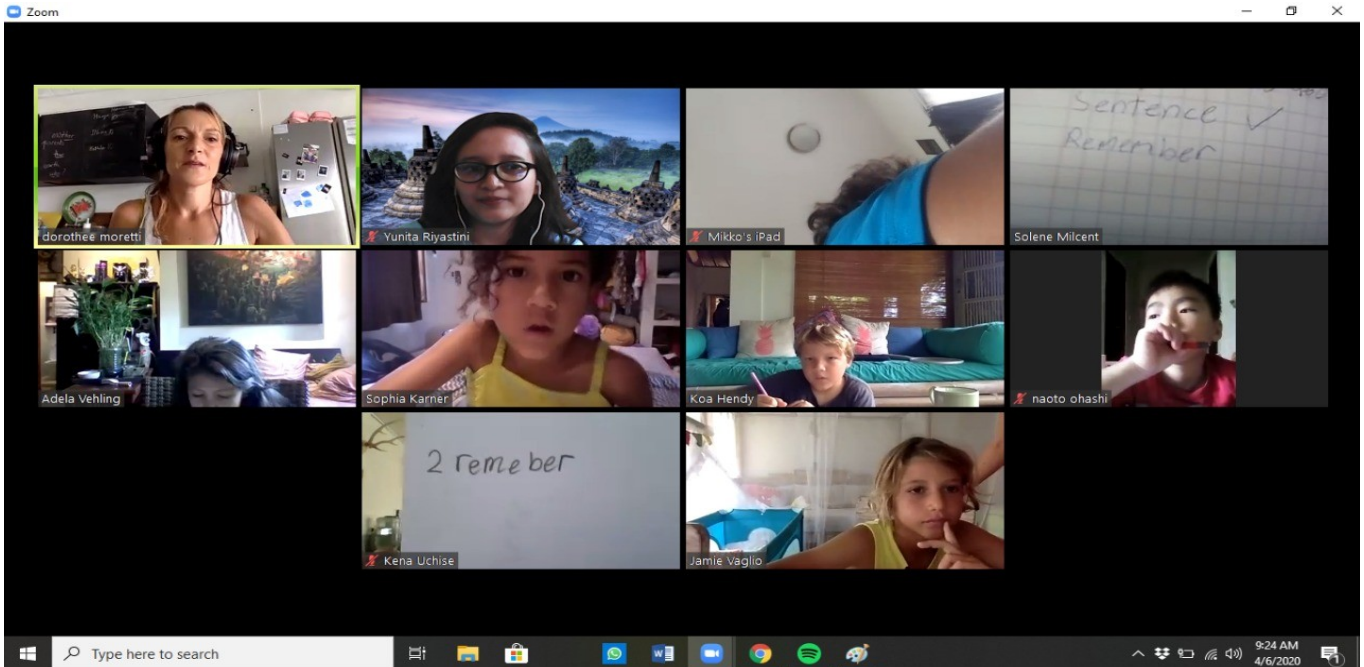 Zoom
dorothee moretti
Yunita Riyastini
Mikko's iPad
Sentence ✓
Remember
Solene Milcent
Adela Vehling
Sophia Karner
Koa Hendy
naoto ohashi
2 remeber
Kena Uchise
Jamie Vaglio
Type here to search
9:24 AM
4/6/2020
1